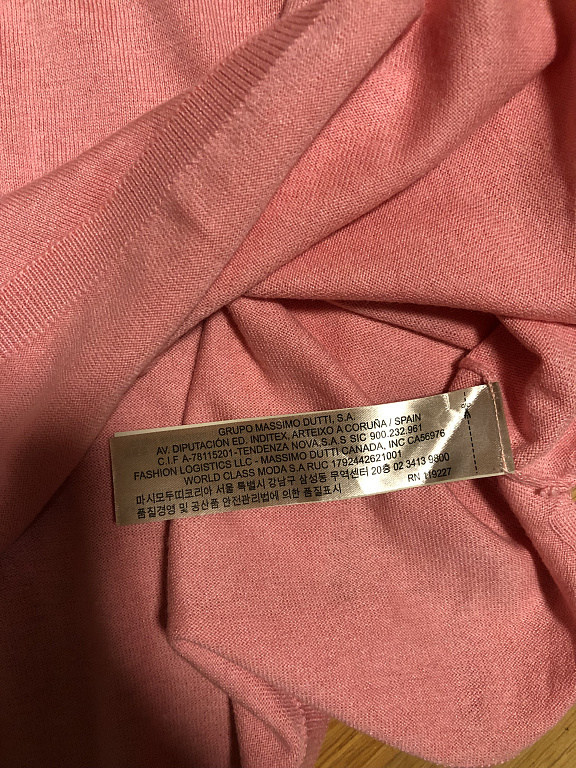 GRUPO MASSIMO DUTTI, S.A.
AV. DIPUTACIÓN ED. INDITEX, ARTEIXO A CORUÑA / SPAIN
C.I.F A-78115201-TENDENZA NOVA,S.A.S SIC 900.232.961
FASHION LOGISTICS LLC - MASSIMO DUTTI CANADA, INC CA56976
WORLD CLASS MODA S.A RUC 1792442621001
마시모두띠코리아 서울 특별시 강남구 삼성동 무역센터 20층 02 3413 9800
품질경영 및 공산품 안전관리법에 의한 품질표시
RN 119227